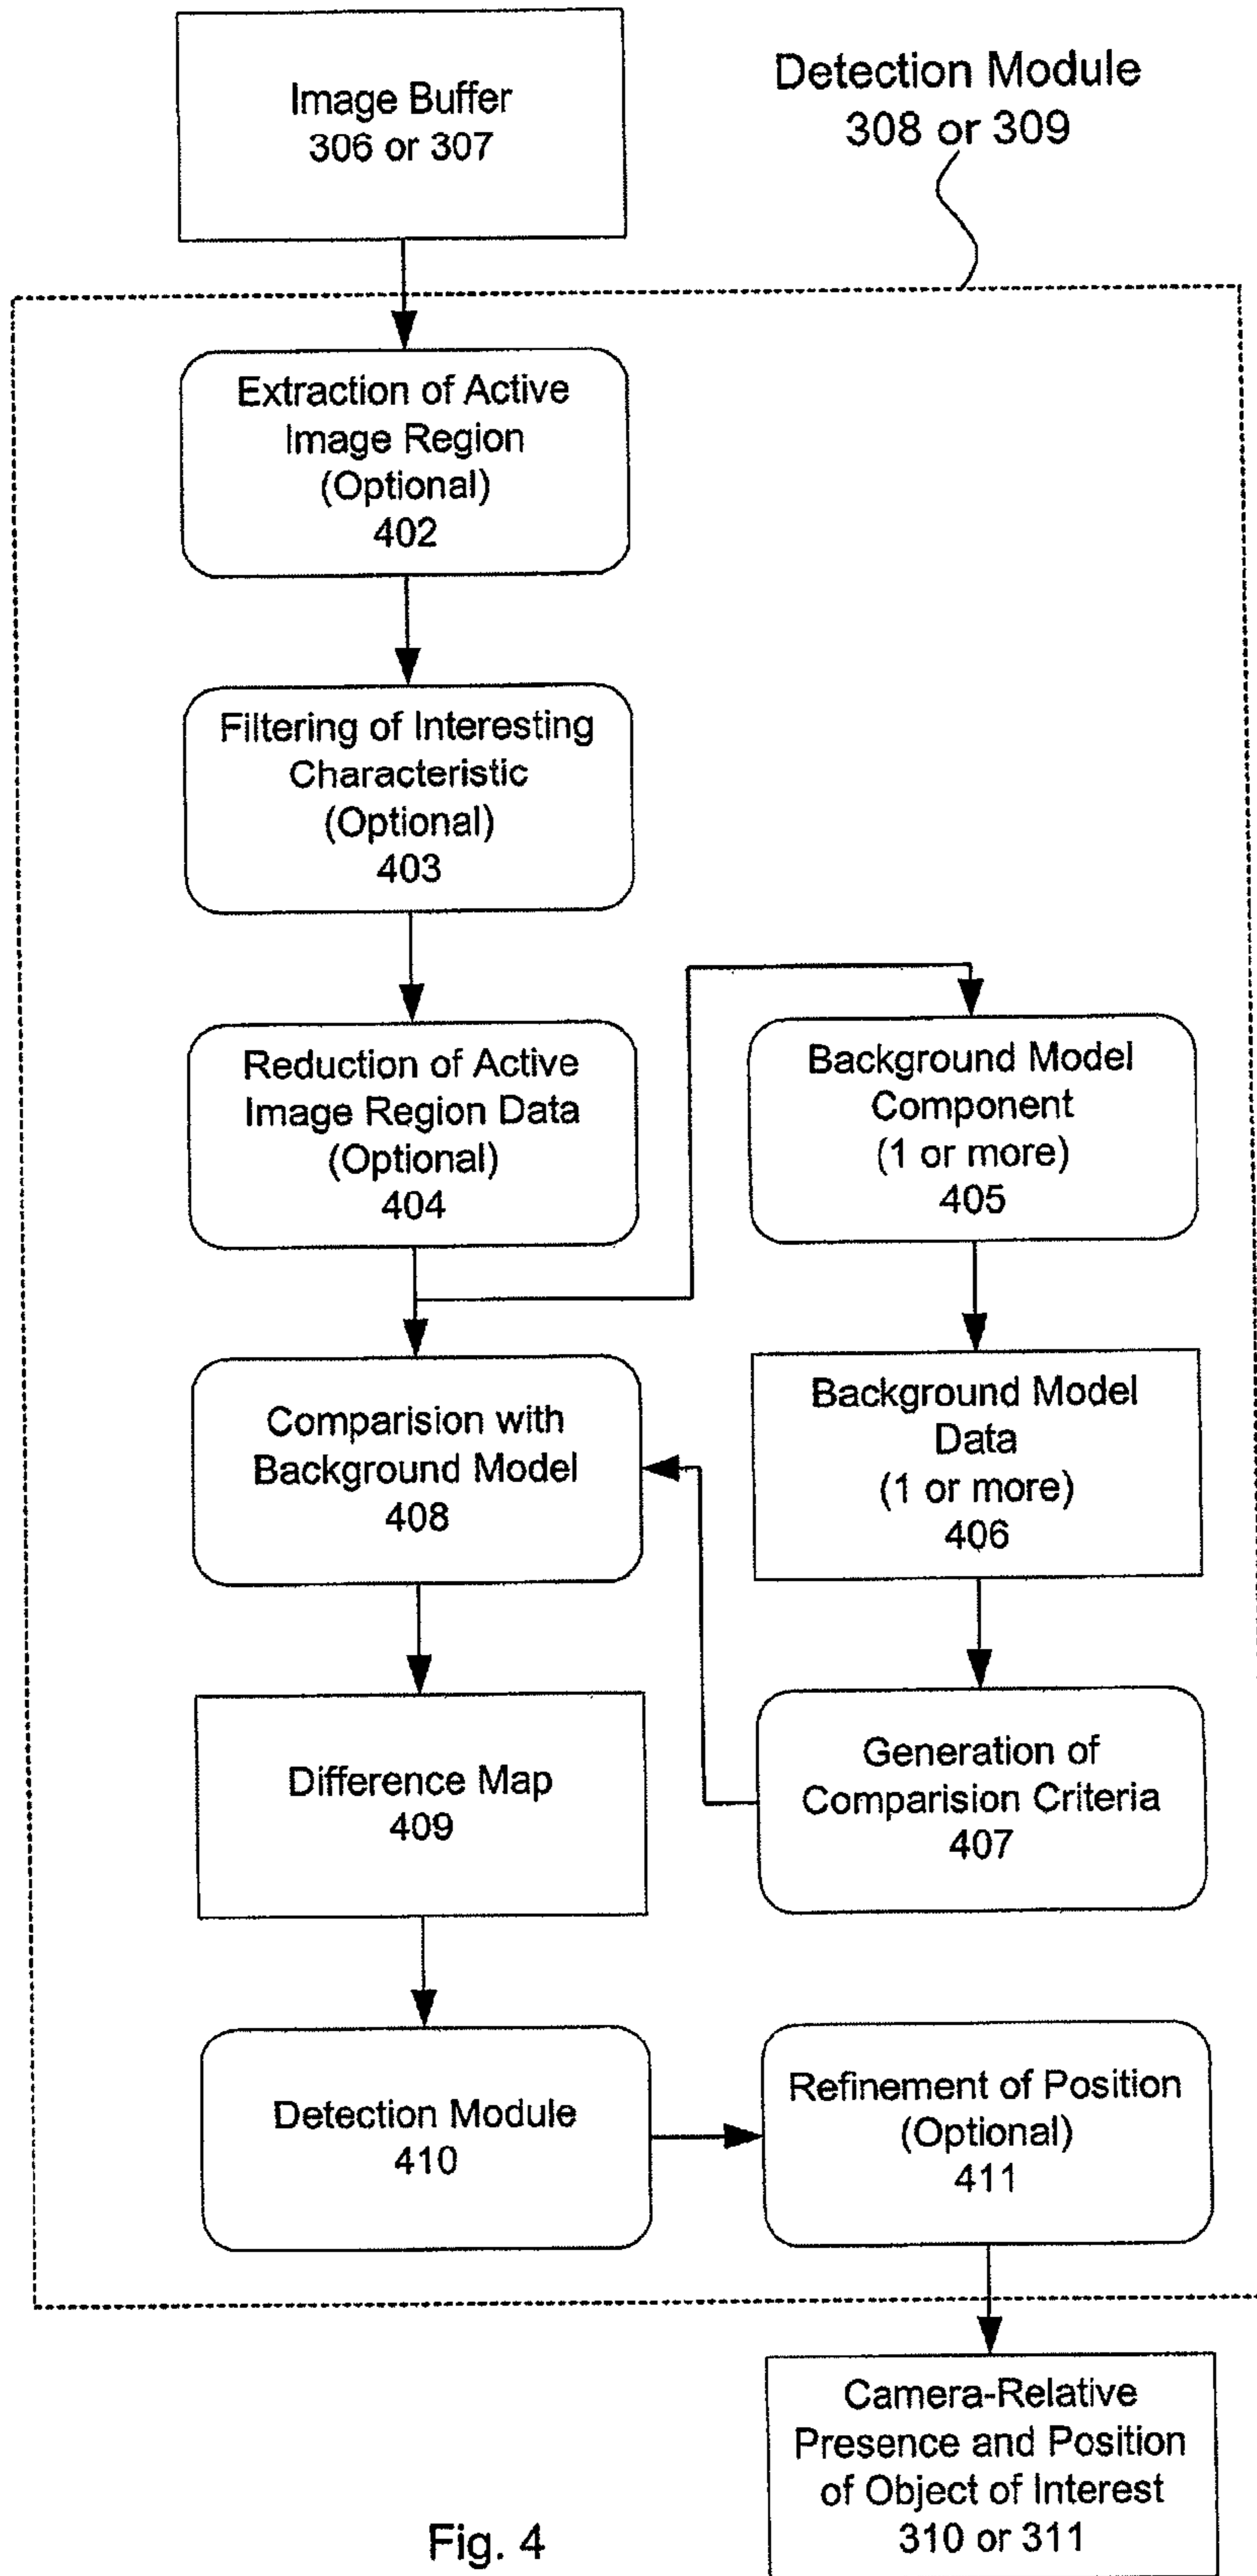 Image Buffer
306 or 307
Detection Module
308 or 309
Extraction of Active
Image Region
(Optional)
402
Filtering of Interesting
Characteristic
(Optional)
403
Reduction of Active
Image Region Data
(Optional)
404
Background Model
Component
(1 or more)
405
Comparision with
Background Model
408
Background Model
Data
(1 or more)
406
Difference Map
409
Generation of
Comparision Criteria
407
Detection Module
410
Refinement of Position
(Optional)
411
Camera-Relative
Presence and Position
of Object of Interest
310 or 311
Fig. 4